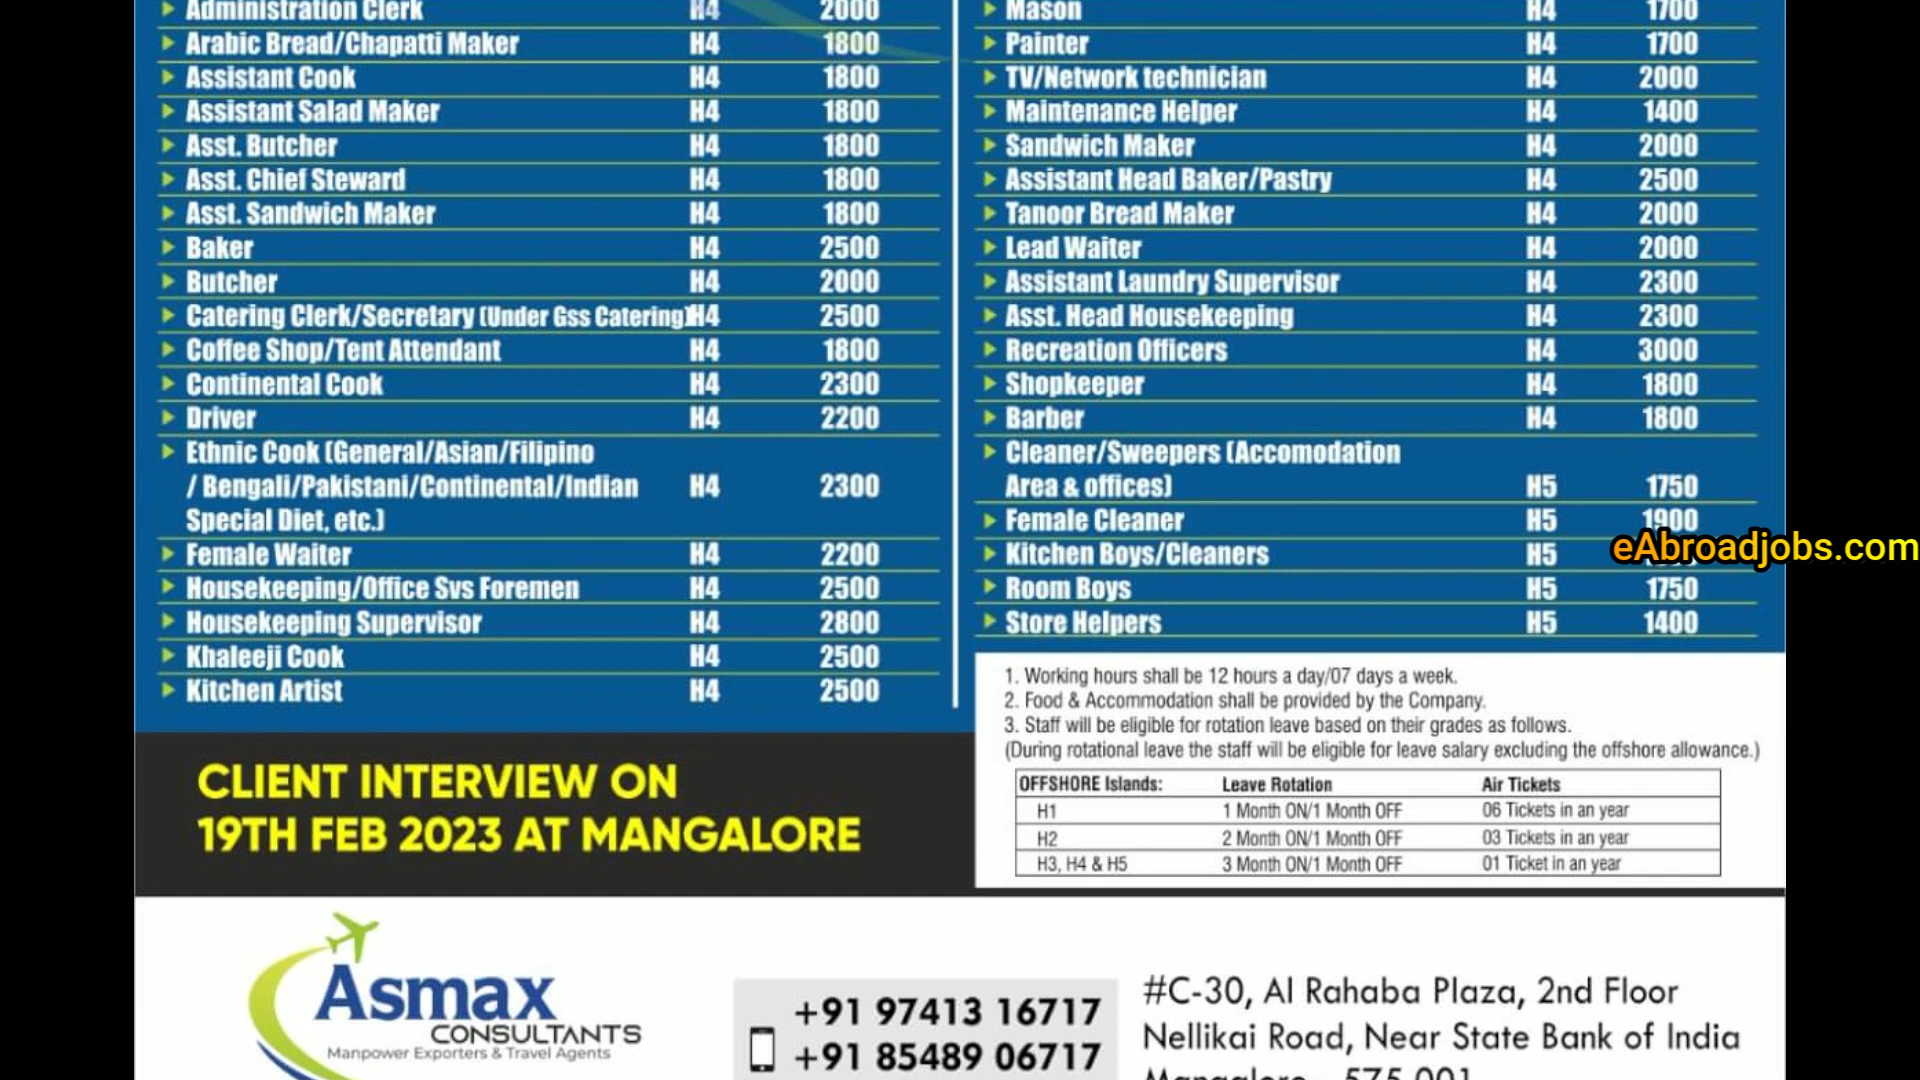 Administration Clerk H4 2000
Arabic Bread/Chapatti Maker H4 1800
Assistant Cook H4 1800
Assistant Salad Maker H4 1800
Asst. Butcher H4 1800
Asst. Chief Steward H4 1800
Asst. Sandwich Maker H4 1800
Baker H4 2500
Butcher H4 2000
Catering Clerk/Secretary (Under Gss Catering) H4 2500
Coffee Shop/Tent Attendant H4 1800
Continental Cook H4 2300
Driver H4 2200
Ethnic Cook (General/Asian/Filipino
/ Bengali/Pakistani/Continental/Indian H4 2300
Special Diet, etc.)
Female Waiter H4 2200
Housekeeping/Office Svs Foremen H4 2500
Housekeeping Supervisor H4 2800
Khaleeji Cook H4 2500
Kitchen Artist H4 2500
Mason H4 1700
Painter H4 1700
TV/Network technician H4 2000
Maintenance Helper H4 1400
Sandwich Maker H4 2000
Assistant Head Baker/Pastry H4 2500
Tanoor Bread Maker H4 2000
Lead Waiter H4 2000
Assistant Laundry Supervisor H4 2300
Asst. Head Housekeeping H4 2300
Recreation Officers H4 3000
Shopkeeper H4 1800
Barber H4 1800
Cleaner/Sweepers (Accomodation
Area & offices) H5 1750
Female Cleaner H5 1900
Kitchen Boys/Cleaners H5
eAbroadjobs.com
Room Boys H5 1750
Store Helpers H5 1400
1. Working hours shall be 12 hours a day/07 days a week.
2. Food & Accommodation shall be provided by the Company.
3. Staff will be eligible for rotation leave based on their grades as follows.
(During rotational leave the staff will be eligible for leave salary excluding the offshore allowance.)
OFFSHORE Islands: Leave Rotation Air Tickets
H1 1 Month ON/1 Month OFF 06 Tickets in an year
H2 2 Month ON/1 Month OFF 03 Tickets in an year
H3, H4 & H5 3 Month ON/1 Month OFF 01 Ticket in an year
CLIENT INTERVIEW ON
19TH FEB 2023 AT MANGALORE
Asmax
CONSULTANTS
Manpower Exporters & Travel Agents
+91 97413 16717
+91 85489 06717
#C-30, Al Rahaba Plaza, 2nd Floor
Nellikai Road, Near State Bank of India
Mangalore - 575 001